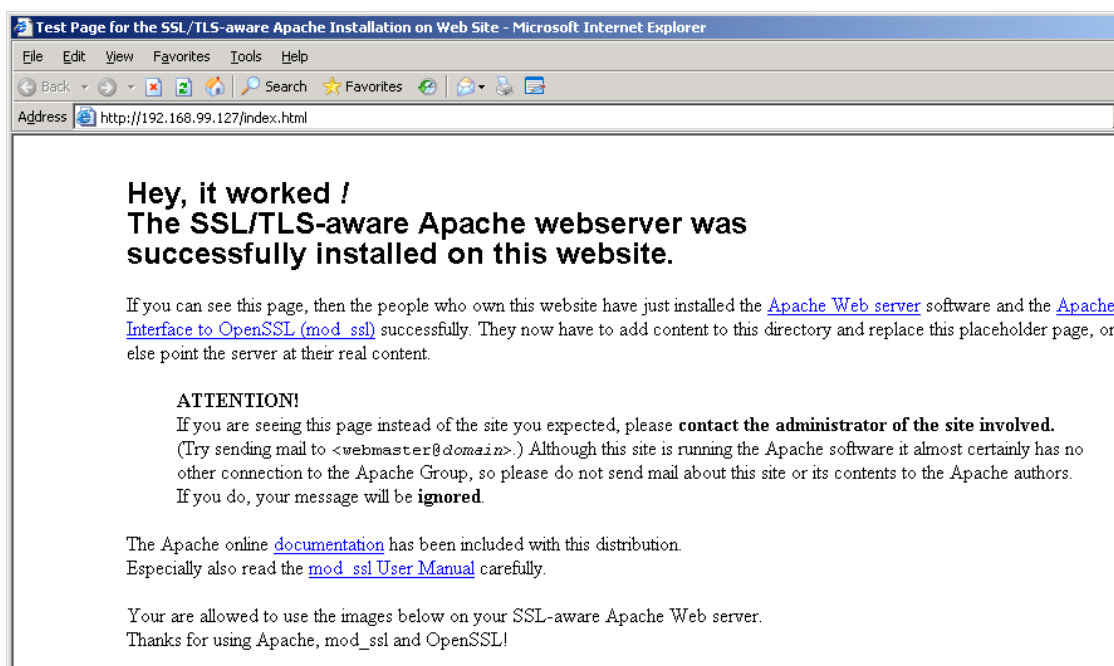 Test Page for the SSL/TLS-aware Apache Installation on Web Site - Microsoft Internet Explorer
File Edit View Favorites Tools Help
Back Search Favorites
Address http://192.168.99.127/index.html
Hey, it worked !
The SSL/TLS-aware Apache webserver was
successfully installed on this website.
If you can see this page, then the people who own this website have just installed the Apache Web server software and the Apache
Interface to OpenSSL (mod_ssl) successfully. They now have to add content to this directory and replace this placeholder page, or
else point the server at their real content.
ATTENTION!
If you are seeing this page instead of the site you expected, please contact the administrator of the site involved.
(Try sending mail to <webmaster@domain>.) Although this site is running the Apache software it almost certainly has no
other connection to the Apache Group, so please do not send mail about this site or its contents to the Apache authors.
If you do, your message will be ignored.
The Apache online documentation has been included with this distribution.
Especially also read the mod_ssl User Manual carefully.
Your are allowed to use the images below on your SSL-aware Apache Web server.
Thanks for using Apache, mod_ssl and OpenSSL!